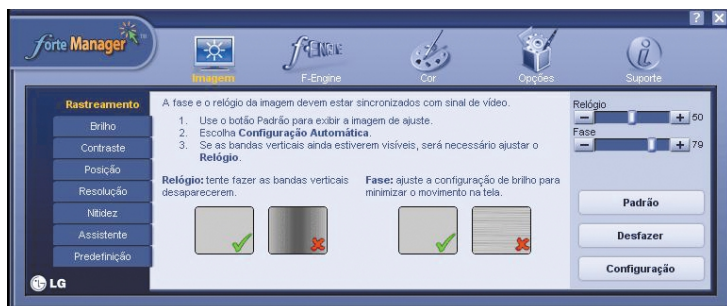 forte Manager™
F-ENGINE
Imagem
F-Engine
Cor
Opções
Suporte
Rastreamento
Brilho
Contraste
Posição
Resolução
Nitidez
Assistente
Predefinição
LG
A fase e o relógio da imagem devem estar sincronizados com sinal de vídeo.
1. Use o botão Padrão para exibir a imagem de ajuste.
2. Escolha Configuração Automática.
3. Se as bandas verticais ainda estiverem visíveis, será necessário ajustar o
Relógio.
Relógio: tente fazer as bandas verticais
desaparecerem.
Fase: ajuste a configuração de brilho para
minimizar o movimento na tela.
Relógio
50
Fase
79
Padrão
Desfazer
Configuração